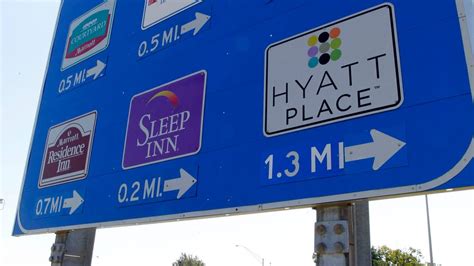 COURTYARD
Marriott
0.5 MI.
0.5 MI.
HYATT
PLACE™
1.3 MI
Marriott
Residence
Inn
0.7 MI
SLEEP
INN
0.2 MI.